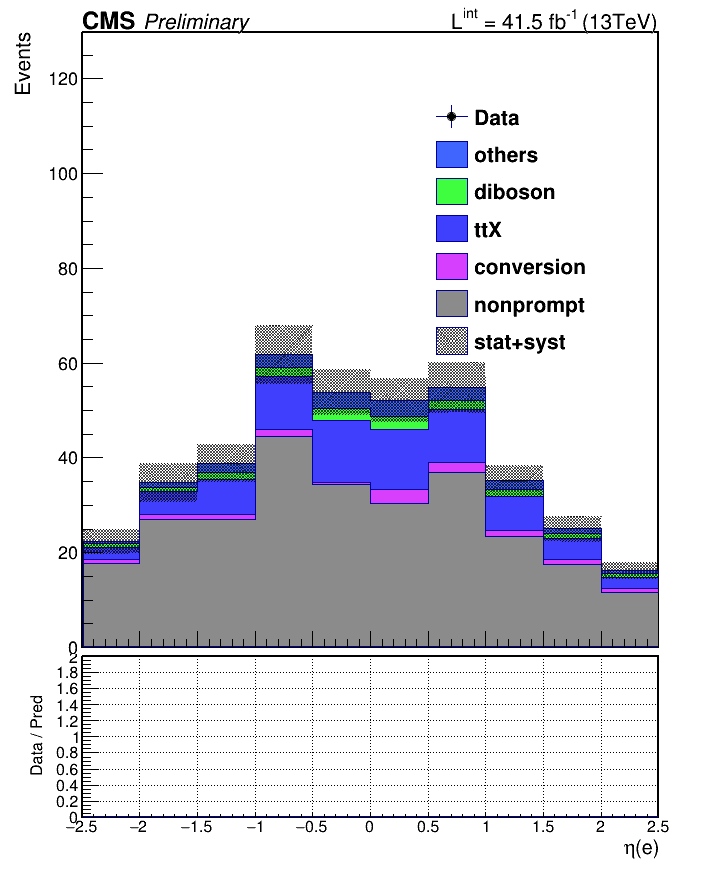 CMS Preliminary
L^int = 41.5 fb^-1 (13TeV)
Events
120
100
80
60
40
20
0
Data
others
diboson
ttX
conversion
nonprompt
stat+syst
Data / Pred
2
1.8
1.6
1.4
1.2
1
0.8
0.6
0.4
0.2
0
−2.5 −2 −1.5 −1 −0.5 0 0.5 1 1.5 2 2.5
η(e)